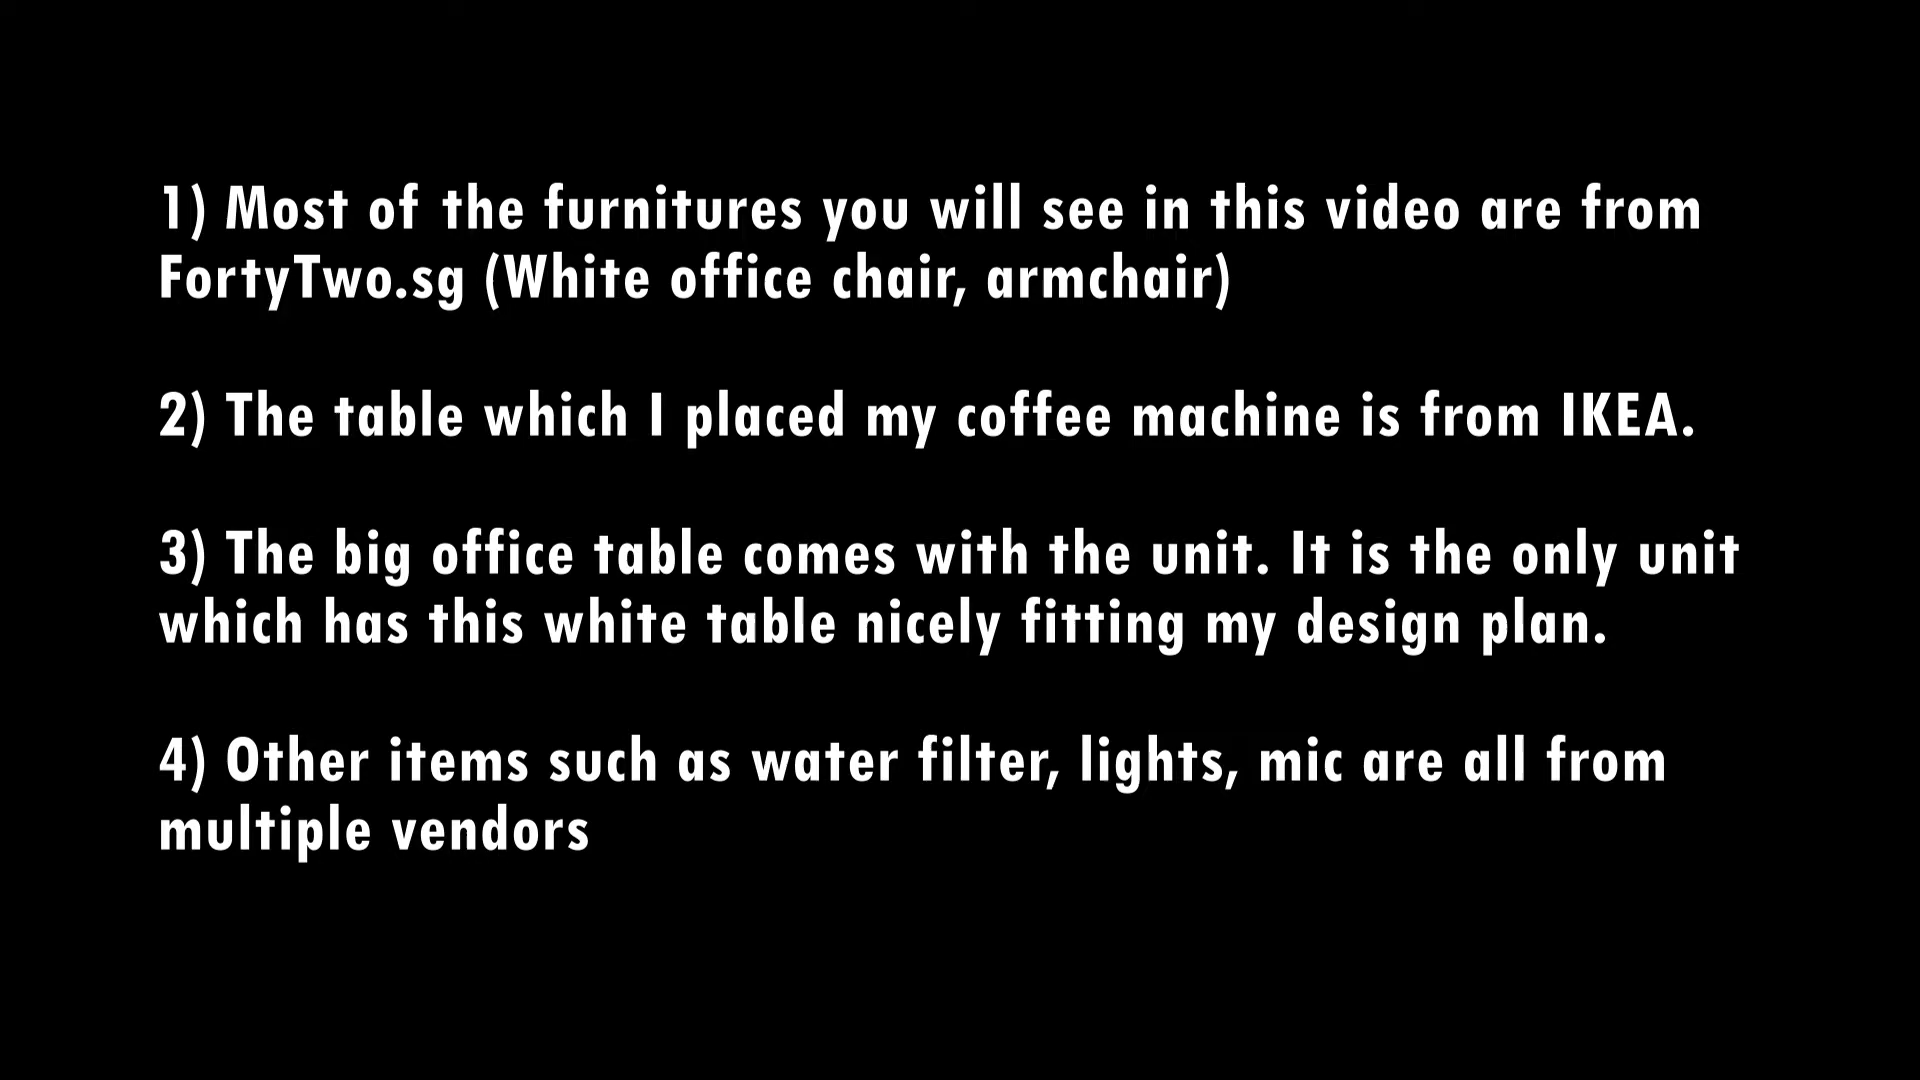 1) Most of the furnitures you will see in this video are from
FortyTwo.sg (White office chair, armchair)
2) The table which I placed my coffee machine is from IKEA.
3) The big office table comes with the unit. It is the only unit
which has this white table nicely fitting my design plan.
4) Other items such as water filter, lights, mic are all from
multiple vendors